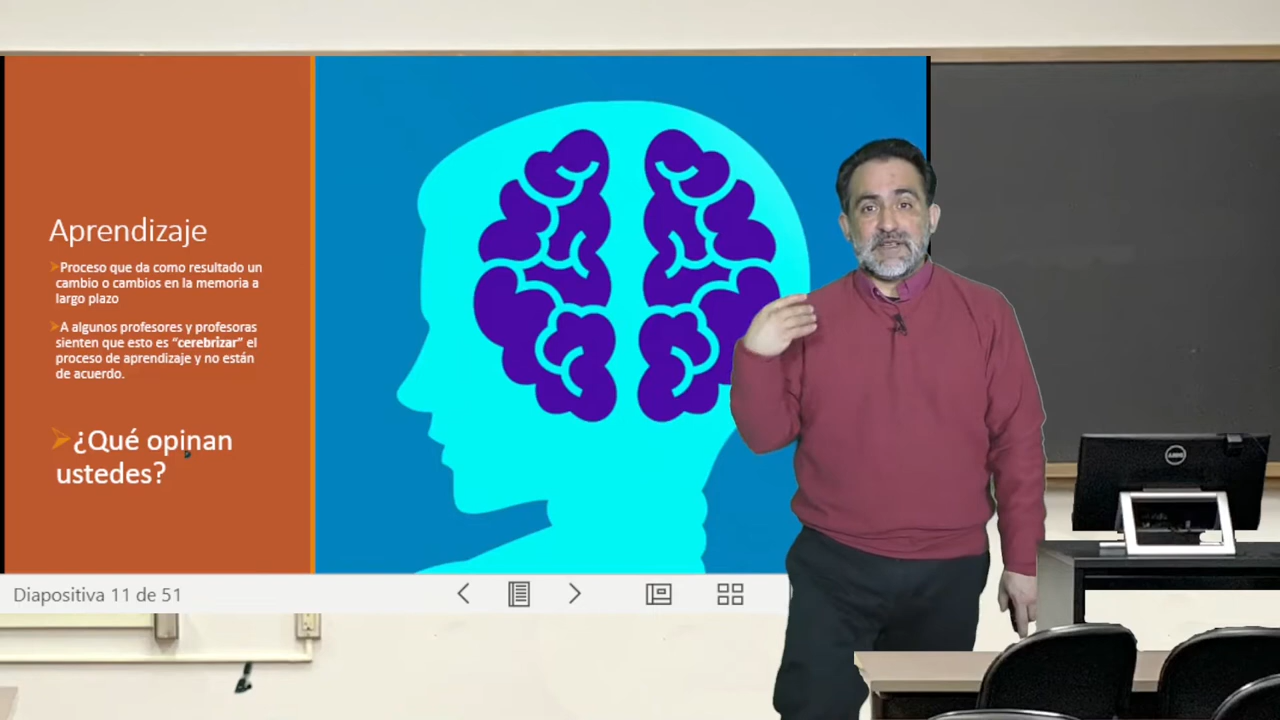 Aprendizaje
Proceso que da como resultado un
cambio o cambios en la memoria a
largo plazo
A algunos profesores y profesoras
sienten que esto es “cerebrizar” el
proceso de aprendizaje y no están
de acuerdo.
¿Qué opinan
ustedes?
Diapositiva 11 de 51
DELL